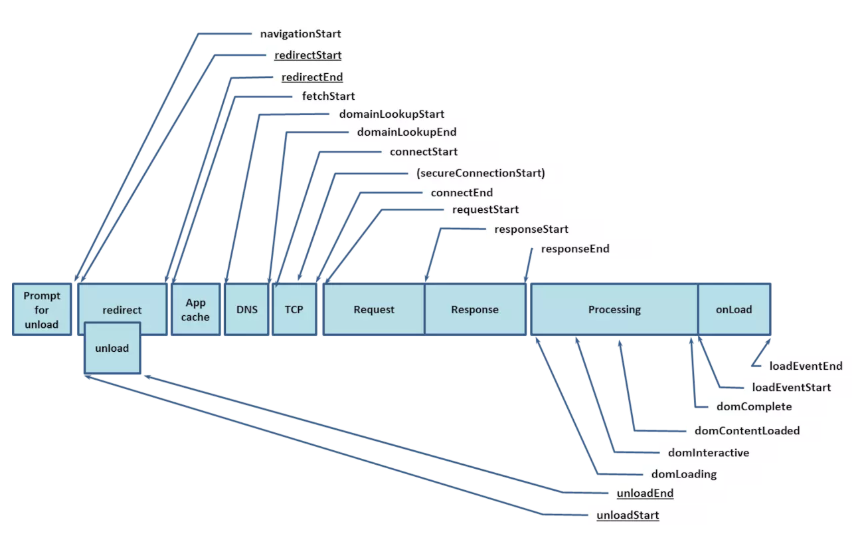 navigationStart
redirectStart
redirectEnd
fetchStart
domainLookupStart
domainLookupEnd
connectStart
(secureConnectionStart)
connectEnd
requestStart
responseStart
responseEnd
Prompt
for
unload
redirect
unload
App
cache
DNS
TCP
Request
Response
Processing
onLoad
loadEventEnd
loadEventStart
domComplete
domContentLoaded
domInteractive
domLoading
unloadEnd
unloadStart